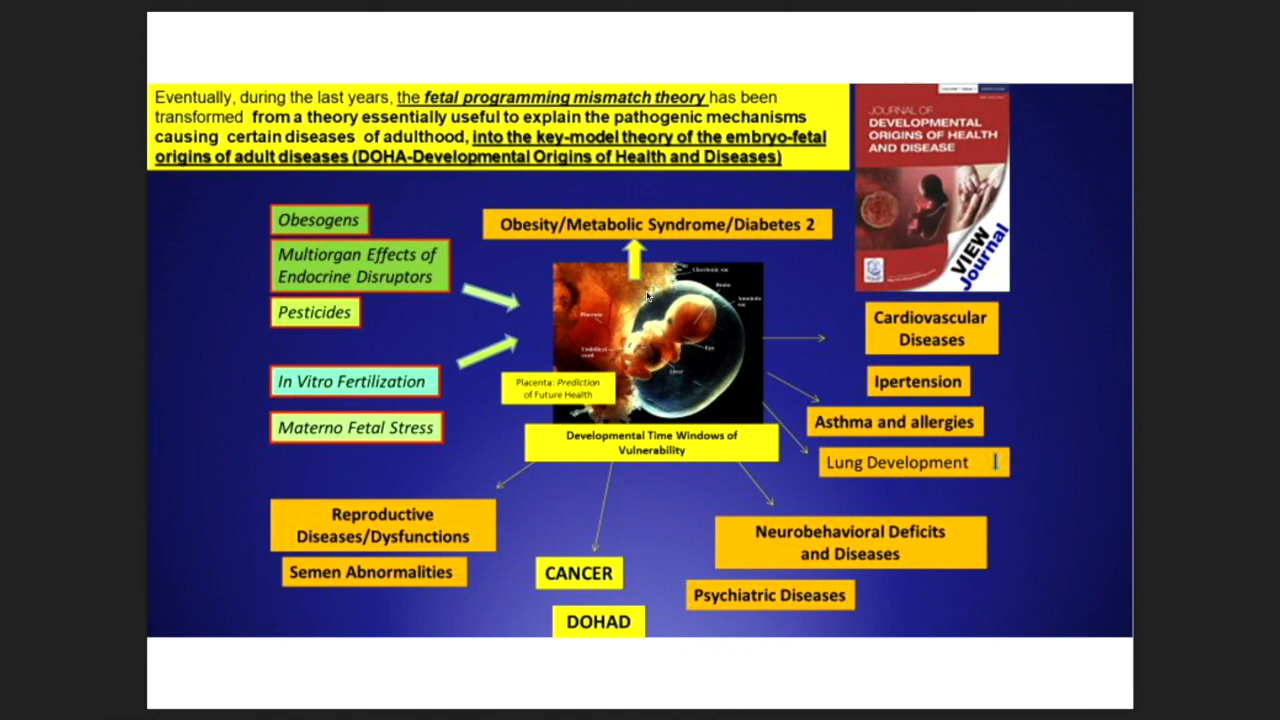 Eventually, during the last years, the fetal programming mismatch theory has been
transformed from a theory essentially useful to explain the pathogenic mechanisms
causing certain diseases of adulthood, into the key-model theory of the embryo-fetal
origins of adult diseases (DOHA-Developmental Origins of Health and Diseases)
JOURNAL OF
DEVELOPMENTAL
ORIGINS OF HEALTH
AND DISEASE
VIEW
Journal
Obesogens
Multiorgan Effects of
Endocrine Disruptors
Pesticides
In Vitro Fertilization
Materno Fetal Stress
Obesity/Metabolic Syndrome/Diabetes 2
Chorionic sac
Brain
Amniotic
sac
Placenta
Umbilical
cord
Eye
Liver
Placenta: Prediction
of Future Health
Developmental Time Windows of
Vulnerability
Cardiovascular
Diseases
Ipertension
Asthma and allergies
Lung Development
Reproductive
Diseases/Dysfunctions
Semen Abnormalities
CANCER
DOHAD
Neurobehavioral Deficits
and Diseases
Psychiatric Diseases